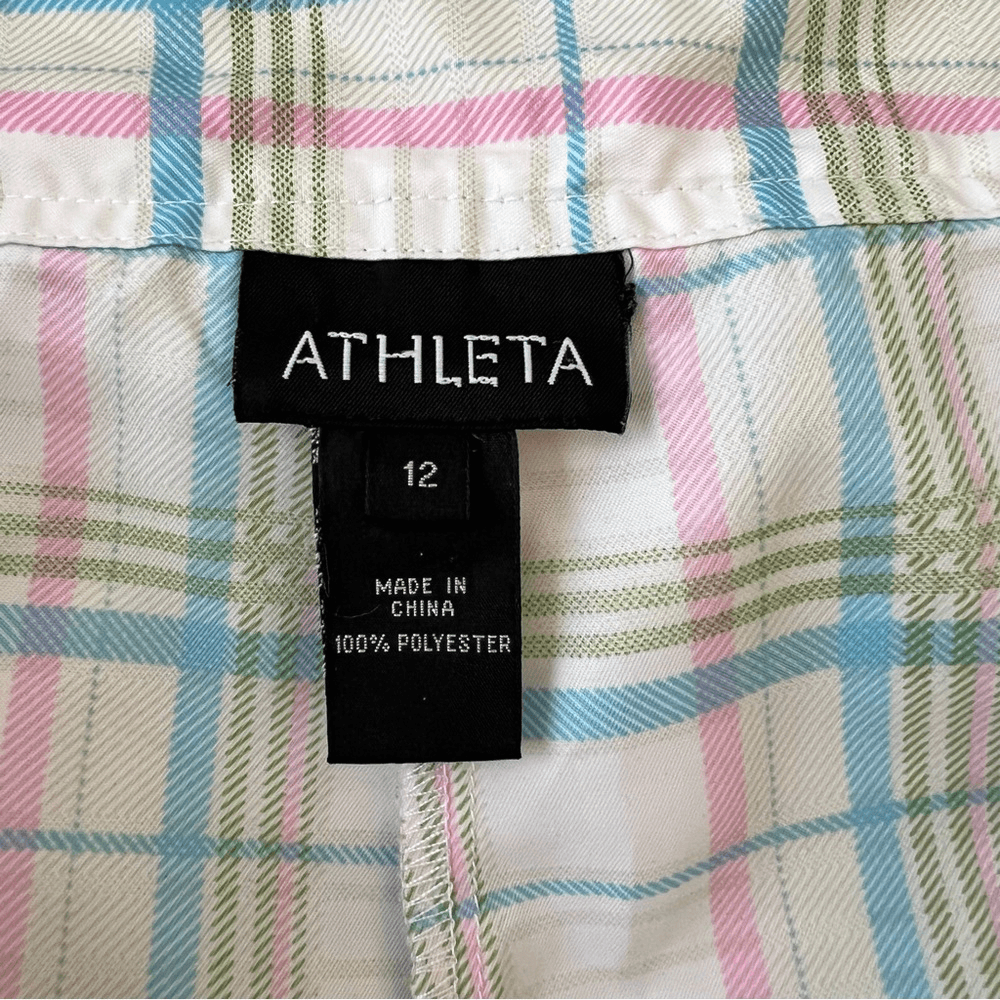 ATHLETA
12
MADE IN
CHINA
100% POLYESTER